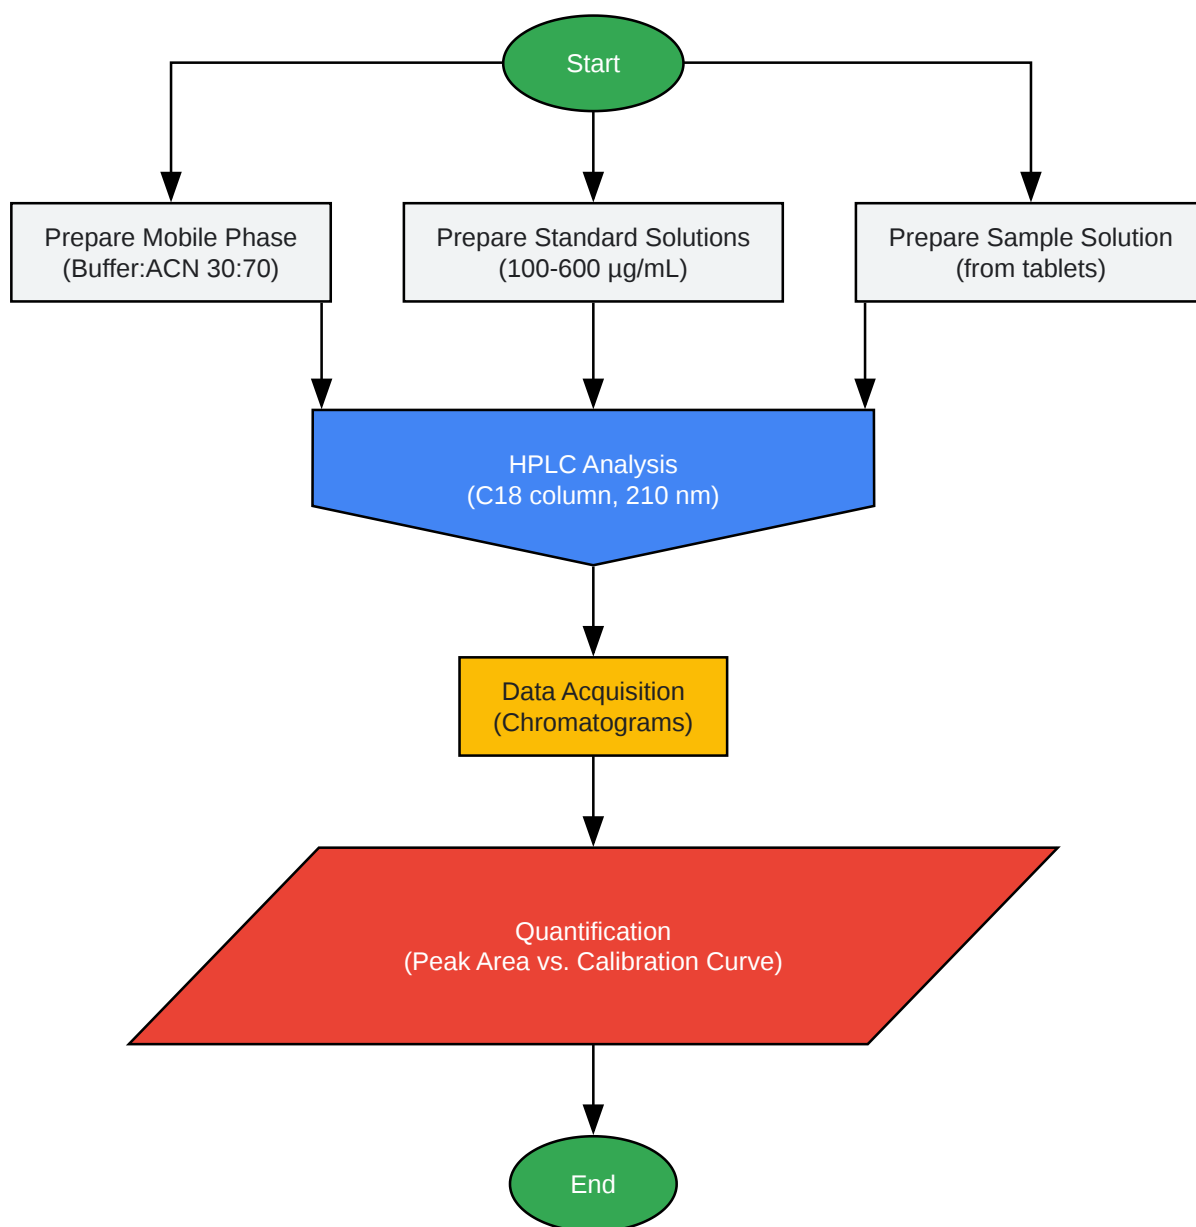 Start
Prepare Mobile Phase
(Buffer:ACN 30:70)
Prepare Standard Solutions
(100-600 µg/mL)
Prepare Sample Solution
(from tablets)
HPLC Analysis
(C18 column, 210 nm)
Data Acquisition
(Chromatograms)
Quantification
(Peak Area vs. Calibration Curve)
End